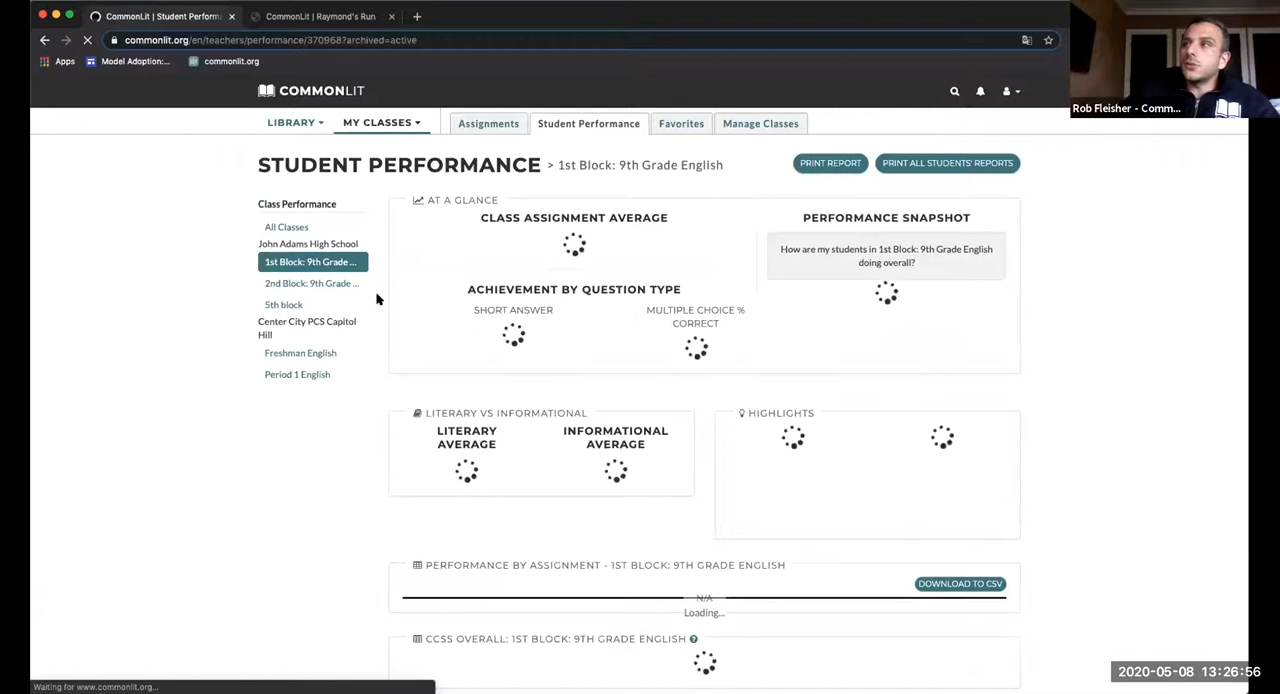 CommonLit | Student Perform
CommonLit | Raymond's Run
commonlit.org/en/teachers/performance/370968?archived=active
Apps
Model Adoption:...
commonlit.org
Rob Fleisher - Comm...
COMMONLIT
LIBRARY
MY CLASSES
Assignments
Student Performance
Favorites
Manage Classes
STUDENT PERFORMANCE > 1st Block: 9th Grade English
PRINT REPORT
PRINT ALL STUDENTS' REPORTS
Class Performance
All Classes
John Adams High School
1st Block: 9th Grade ...
2nd Block: 9th Grade ...
5th block
Center City PCS Capitol
Hill
Freshman English
Period 1 English
AT A GLANCE
CLASS ASSIGNMENT AVERAGE
ACHIEVEMENT BY QUESTION TYPE
SHORT ANSWER
MULTIPLE CHOICE %
CORRECT
PERFORMANCE SNAPSHOT
How are my students in 1st Block: 9th Grade English
doing overall?
LITERARY VS INFORMATIONAL
LITERARY
AVERAGE
INFORMATIONAL
AVERAGE
HIGHLIGHTS
PERFORMANCE BY ASSIGNMENT - 1ST BLOCK: 9TH GRADE ENGLISH
DOWNLOAD TO CSV
N/A
Loading...
CCSS OVERALL: 1ST BLOCK: 9TH GRADE ENGLISH
Waiting for www.commonlit.org...
2020-05-08 13:26:56